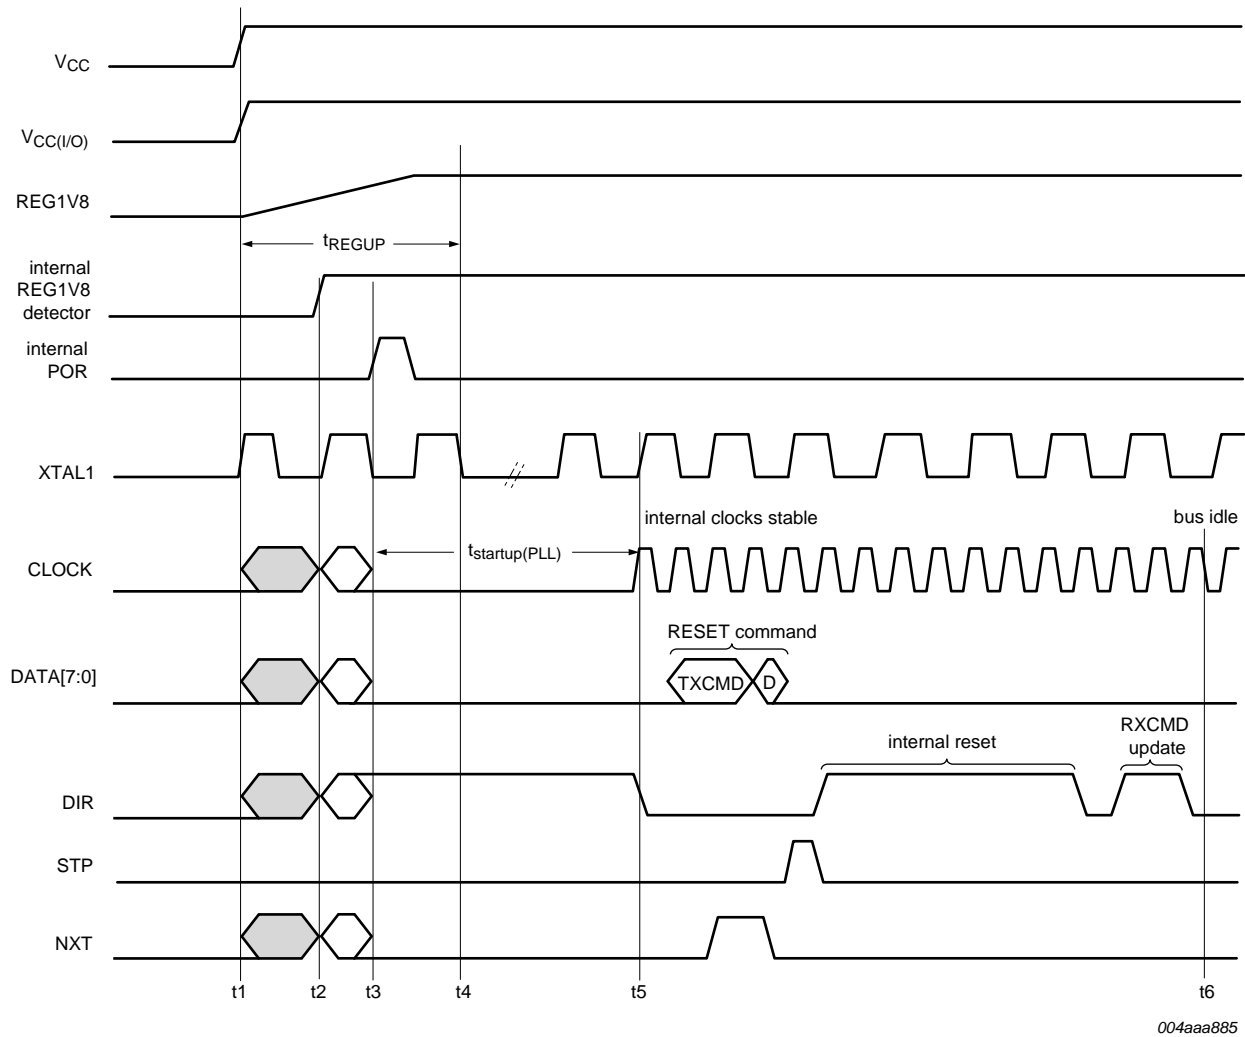 VCC
VCC(I/O)
REG1V8
tREGUP
internal
REG1V8
detector
internal
POR
XTAL1
internal clocks stable
bus idle
tstartup(PLL)
CLOCK
RESET command
DATA[7:0]
TXCMD
D
RXCMD
update
internal reset
DIR
STP
NXT
t1
t2
t3
t4
t5
t6
004aaa885